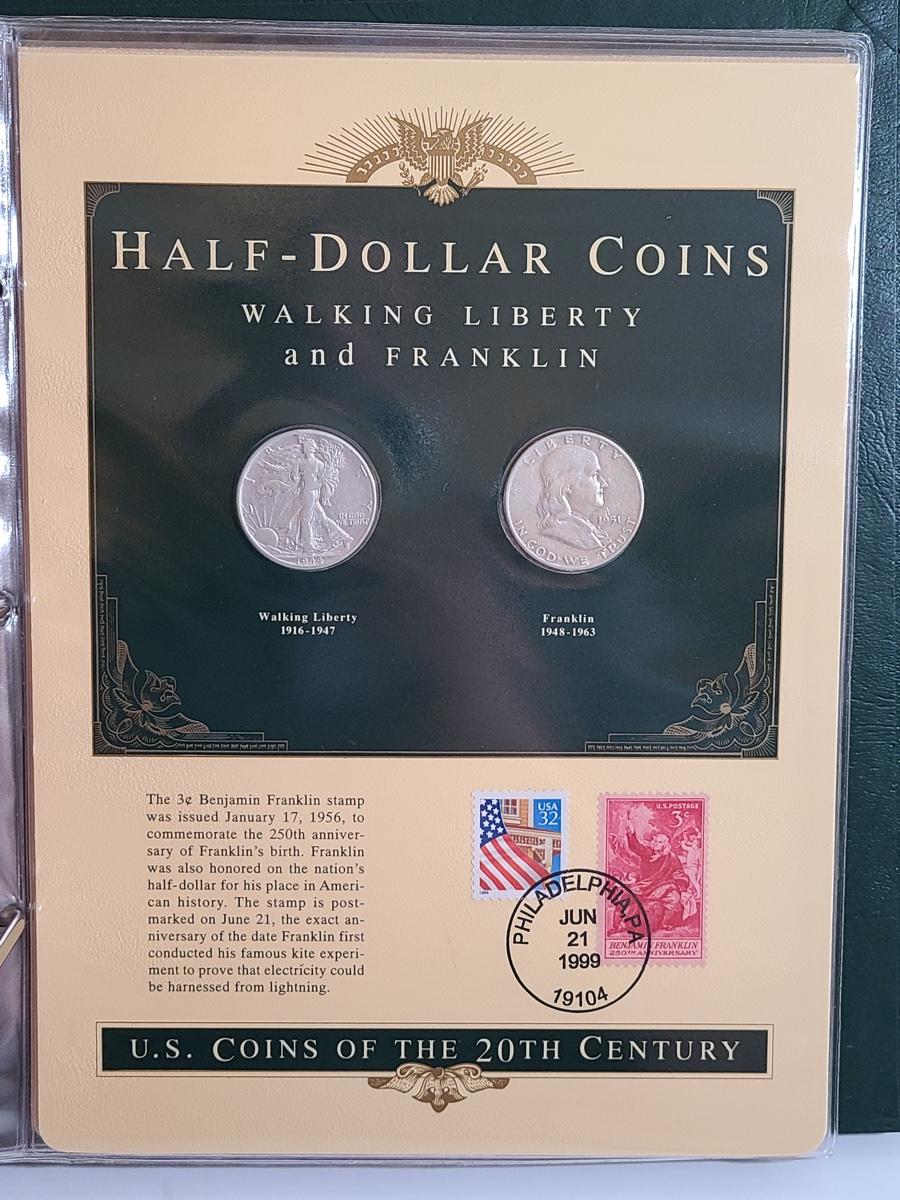 HALF-DOLLAR COINS
WALKING LIBERTY
and FRANKLIN
IN GOD
WE TRUST
LIBERTY
1951
IN GOD WE TRUST
Walking Liberty
1916-1947
Franklin
1948-1963
The 3¢ Benjamin Franklin stamp
was issued January 17, 1956, to
commemorate the 250th anniver-
sary of Franklin's birth. Franklin
was also honored on the nation's
half-dollar for his place in Ameri-
can history. The stamp is post-
marked on June 21, the exact an-
niversary of the date Franklin first
conducted his famous kite experi-
ment to prove that electricity could
be harnessed from lightning.
USA
32
U.S. POSTAGE
3¢
BENJAMIN FRANKLIN
250TH ANNIVERSARY
PHILADELPHIA, PA
JUN
21
1999
19104
U.S. COINS OF THE 20TH CENTURY